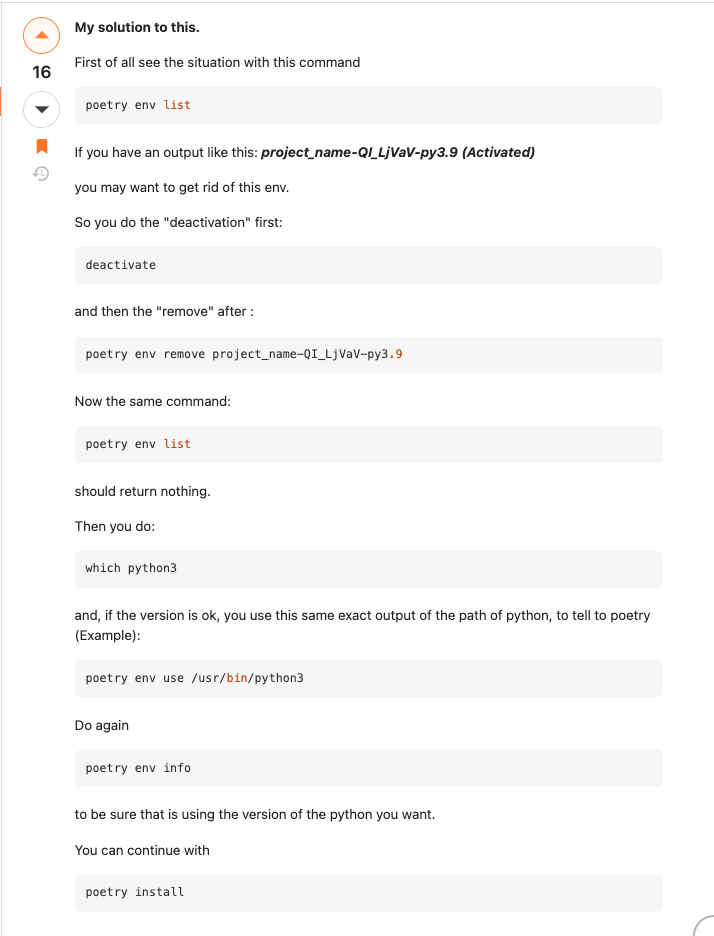 My solution to this.
16
First of all see the situation with this command
poetry env list
If you have an output like this: project_name-QI_LjVaV-py3.9 (Activated)
you may want to get rid of this env.
So you do the "deactivation" first:
deactivate
and then the "remove" after :
poetry env remove project_name-QI_LjVaV-py3.9
Now the same command:
poetry env list
should return nothing.
Then you do:
which python3
and, if the version is ok, you use this same exact output of the path of python, to tell to poetry
(Example):
poetry env use /usr/bin/python3
Do again
poetry env info
to be sure that is using the version of the python you want.
You can continue with
poetry install